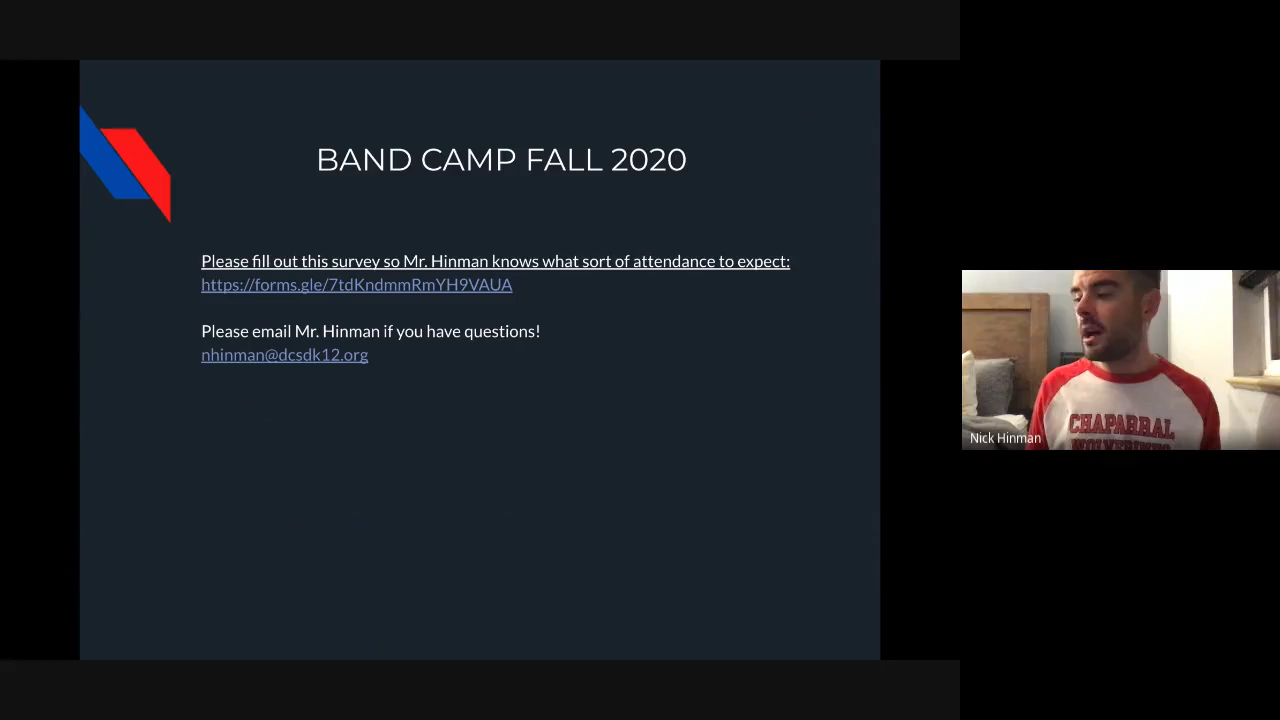 BAND CAMP FALL 2020
Please fill out this survey so Mr. Hinman knows what sort of attendance to expect:
https://forms.gle/7tdKndmmRmYH9VAUA
Please email Mr. Hinman if you have questions!
nhinman@dcsdk12.org
CHAPARRAL
WOLVERINES
Nick Hinman